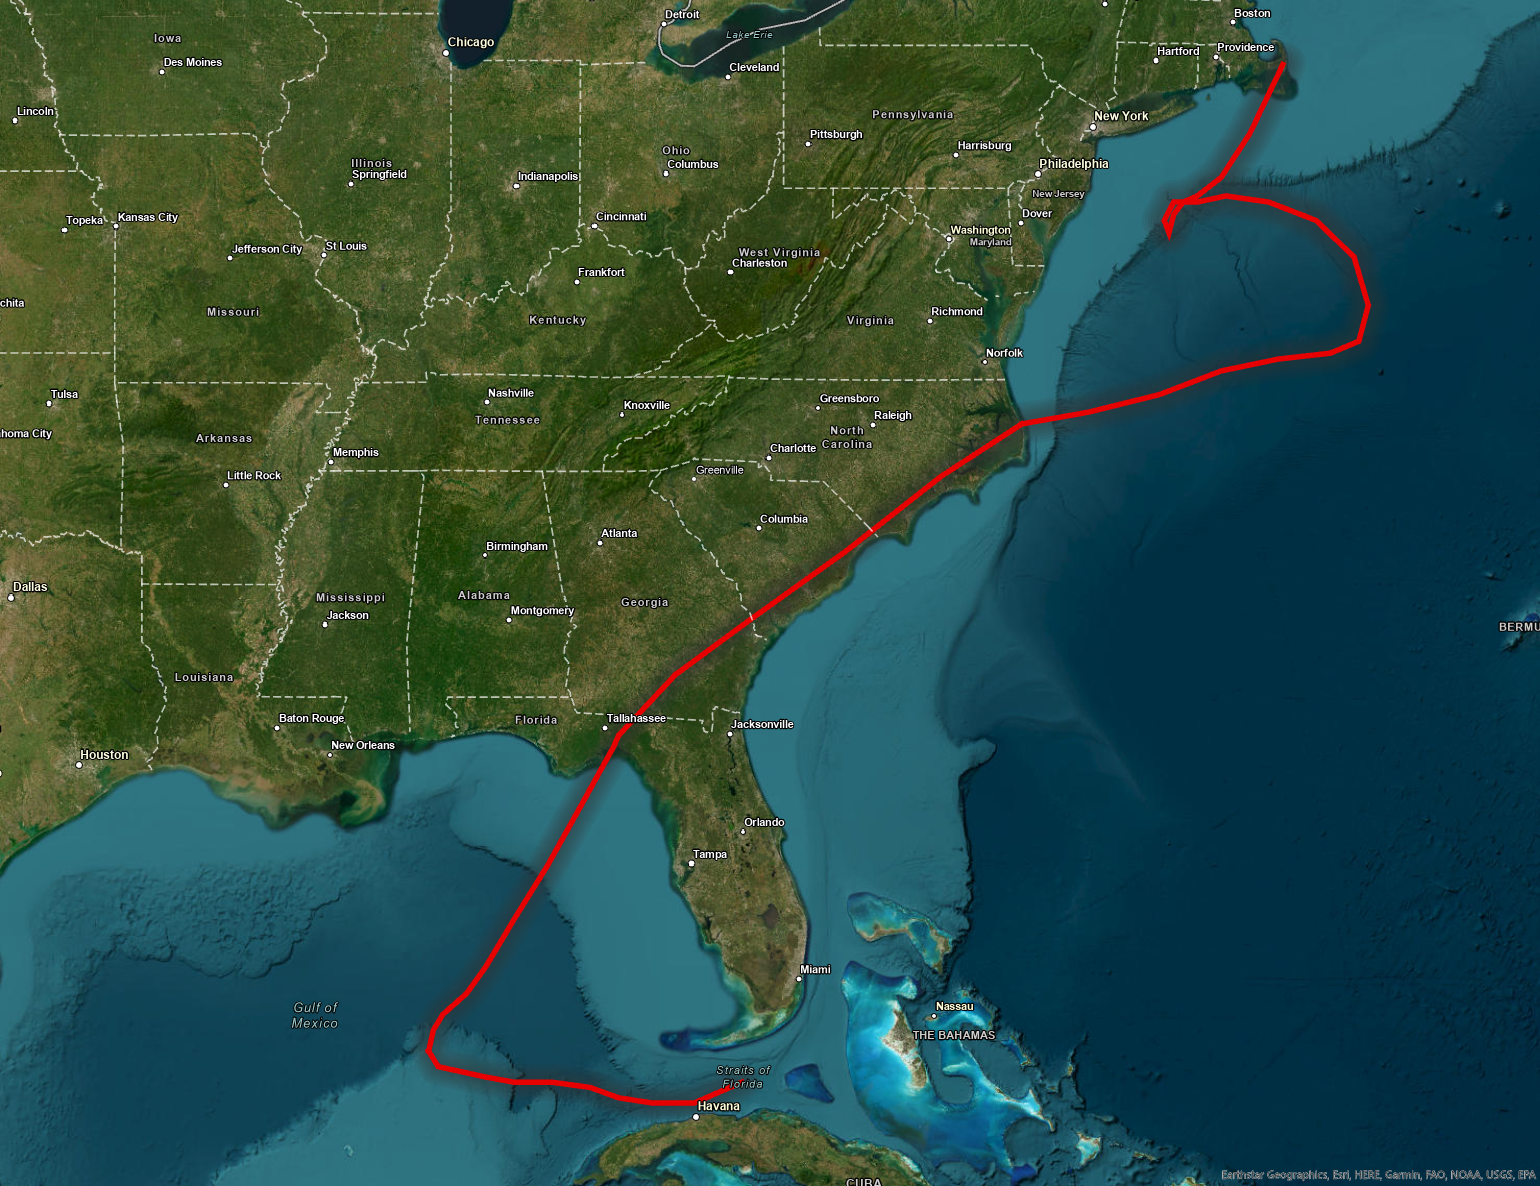 Detroit
Boston
Lake Erie
Iowa
Chicago
Providence
Hartford
Des Moines
Cleveland
Lincoln
Pennsylvania
New York
Pittsburgh
Harrisburg
Ohio
Illinois
Columbus
Philadelphia
Springfield
Indianapolis
New Jersey
Topeka
Kansas City
Cincinnati
Dover
Washington
Maryland
Jefferson City
St Louis
West Virginia
Charleston
Frankfort
chita
Missouri
Richmond
Kentucky
Virginia
Norfolk
Tulsa
Nashville
Greensboro
Knoxville
Raleigh
Tennessee
North
Carolina
homa City
Arkansas
Charlotte
Memphis
Greenville
Little Rock
Columbia
Atlanta
Birmingham
Dallas
Mississippi
Alabama
Georgia
Montgomery
Jackson
BERMU
Louisiana
Baton Rouge
Florida
Tallahassee
Jacksonville
New Orleans
Houston
Orlando
Tampa
Miami
Gulf of
Mexico
Nassau
THE BAHAMAS
Straits of
Florida
Havana
CUBA
Earthstar Geographics, Esri, HERE, Garmin, FAO, NOAA, USGS, EPA